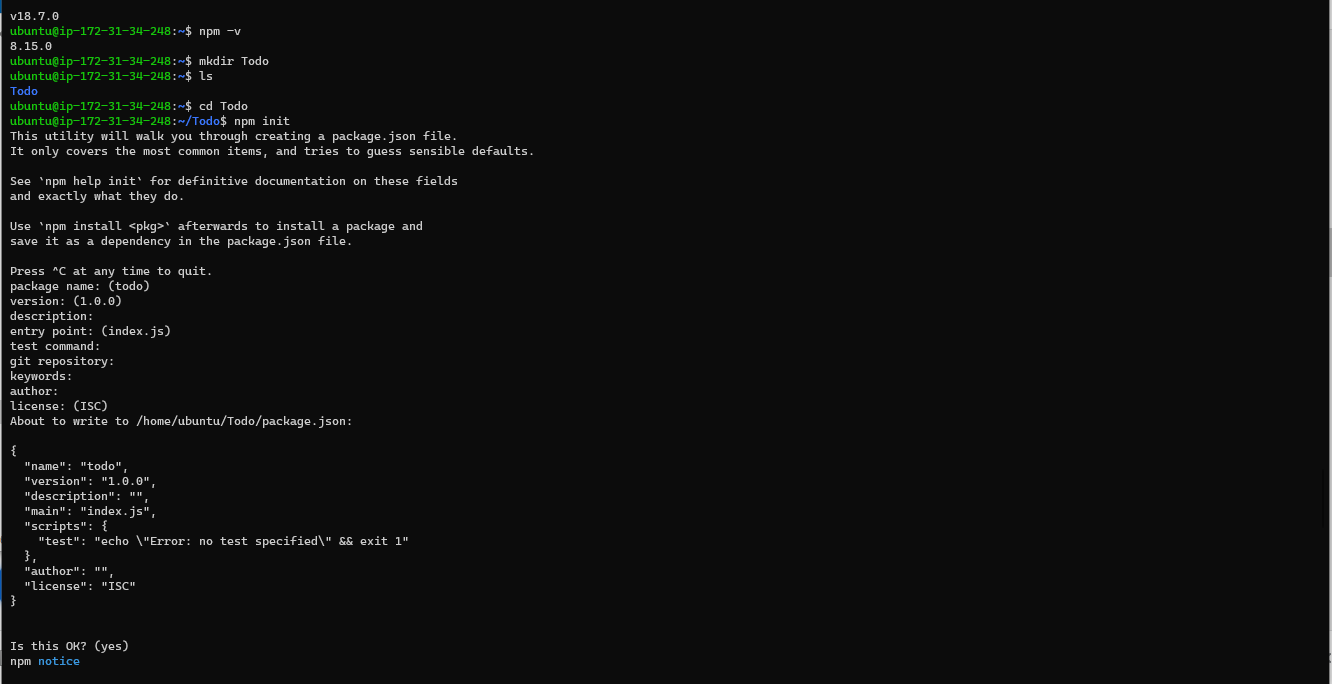 v18.7.0
ubuntu@ip-172-31-34-248:~$ npm -v
8.15.0
ubuntu@ip-172-31-34-248:~$ mkdir Todo
ubuntu@ip-172-31-34-248:~$ ls
Todo
ubuntu@ip-172-31-34-248:~$ cd Todo
ubuntu@ip-172-31-34-248:~/Todo$ npm init
This utility will walk you through creating a package.json file.
It only covers the most common items, and tries to guess sensible defaults.

See `npm help init` for definitive documentation on these fields
and exactly what they do.

Use `npm install <pkg>` afterwards to install a package and
save it as a dependency in the package.json file.

Press ^C at any time to quit.
package name: (todo)
version: (1.0.0)
description:
entry point: (index.js)
test command:
git repository:
keywords:
author:
license: (ISC)
About to write to /home/ubuntu/Todo/package.json:

{
  "name": "todo",
  "version": "1.0.0",
  "description": "",
  "main": "index.js",
  "scripts": {
    "test": "echo \"Error: no test specified\" && exit 1"
  },
  "author": "",
  "license": "ISC"
}

Is this OK? (yes)
npm notice